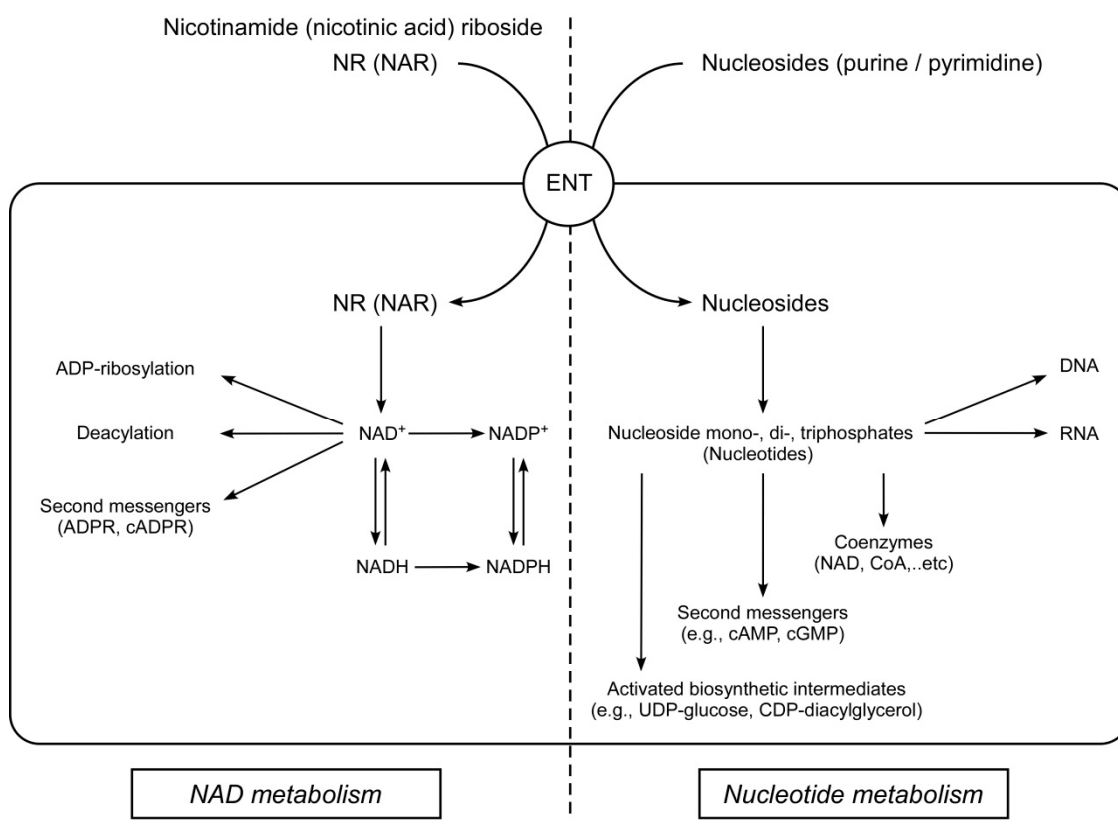 Nicotinamide (nicotinic acid) riboside
NR (NAR)
Nucleosides (purine / pyrimidine)
ENT
NR (NAR)
Nucleosides
ADP-ribosylation
Deacylation
Second messengers
(ADPR, cADPR)
NAD⁺
NADP⁺
NADH
NADPH
Nucleoside mono-, di-, triphosphates
(Nucleotides)
DNA
RNA
Coenzymes
(NAD, CoA,..etc)
Second messengers
(e.g., cAMP, cGMP)
Activated biosynthetic intermediates
(e.g., UDP-glucose, CDP-diacylglycerol)
NAD metabolism
Nucleotide metabolism